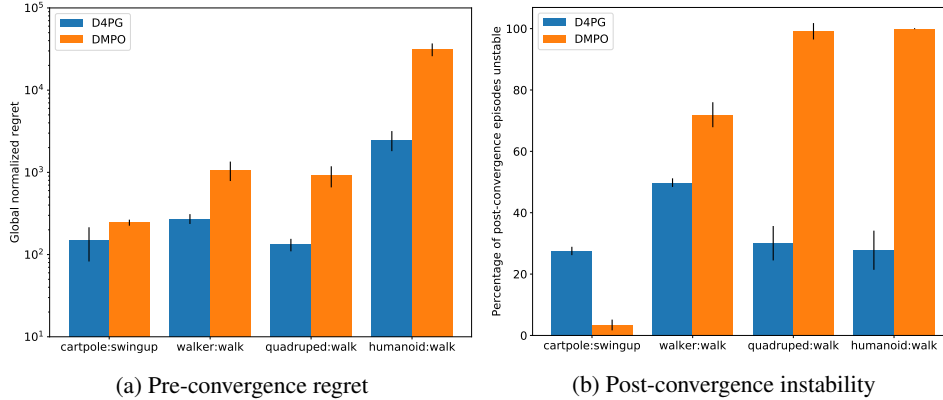 D4PG
DMPO
Global normalized regret
10^5
10^4
10^3
10^2
10^1
cartpole:swingup walker:walk quadruped:walk humanoid:walk
(a) Pre-convergence regret
D4PG
DMPO
Percentage of post-convergence episodes unstable
100
80
60
40
20
0
cartpole:swingup walker:walk quadruped:walk humanoid:walk
(b) Post-convergence instability